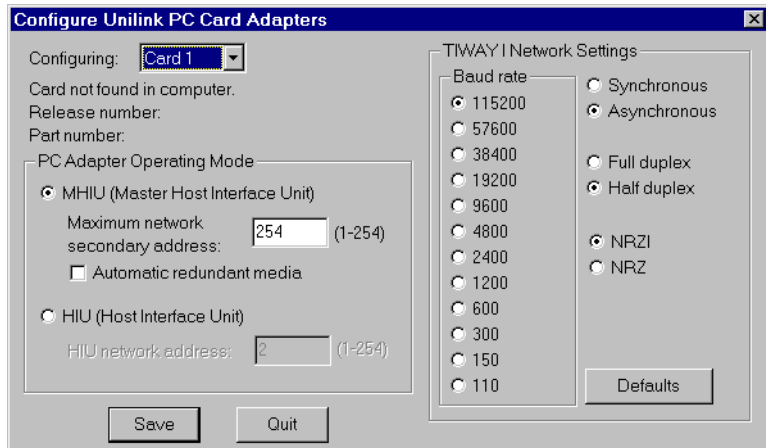 Configure Unilink PC Card Adapters
Configuring: Card 1
Card not found in computer.
Release number:
Part number:
PC Adapter Operating Mode
MHIU (Master Host Interface Unit)
Maximum network
secondary address: 254 (1-254)
Automatic redundant media
HIU (Host Interface Unit)
HIU network address: 2 (1-254)
Save
Quit
TIWAY I Network Settings
Baud rate
115200
57600
38400
19200
9600
4800
2400
1200
600
300
150
110
Synchronous
Asynchronous
Full duplex
Half duplex
NRZI
NRZ
Defaults